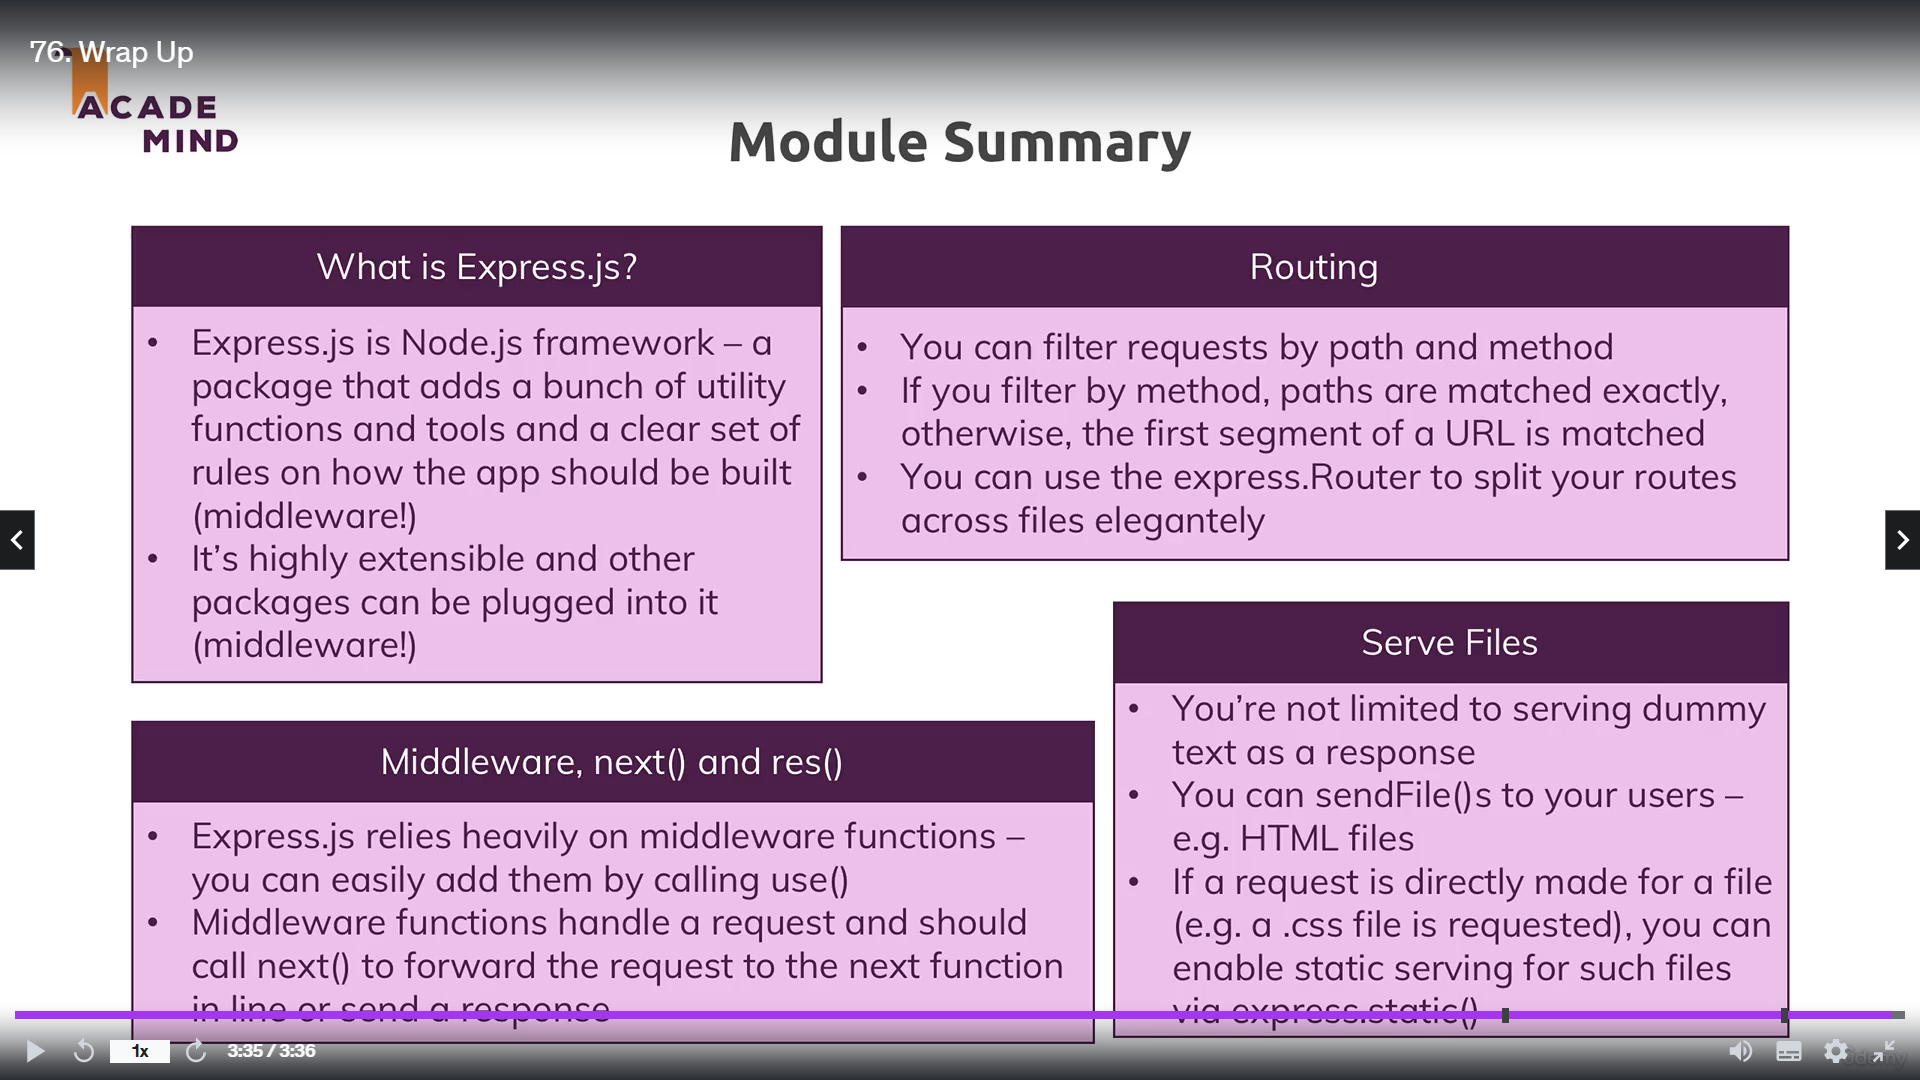 76. Wrap Up
ACADE
MIND
Module Summary
What is Express.js?
• Express.js is Node.js framework – a
package that adds a bunch of utility
functions and tools and a clear set of
rules on how the app should be built
(middleware!)
• It’s highly extensible and other
packages can be plugged into it
(middleware!)
Routing
• You can filter requests by path and method
• If you filter by method, paths are matched exactly,
otherwise, the first segment of a URL is matched
• You can use the express.Router to split your routes
across files elegantely
Middleware, next() and res()
• Express.js relies heavily on middleware functions –
you can easily add them by calling use()
• Middleware functions handle a request and should
call next() to forward the request to the next function
in line or send a response
Serve Files
• You’re not limited to serving dummy
text as a response
• You can sendFile()s to your users –
e.g. HTML files
• If a request is directly made for a file
(e.g. a .css file is requested), you can
enable static serving for such files
via express.static()
1x
3:35 / 3:36
udemy